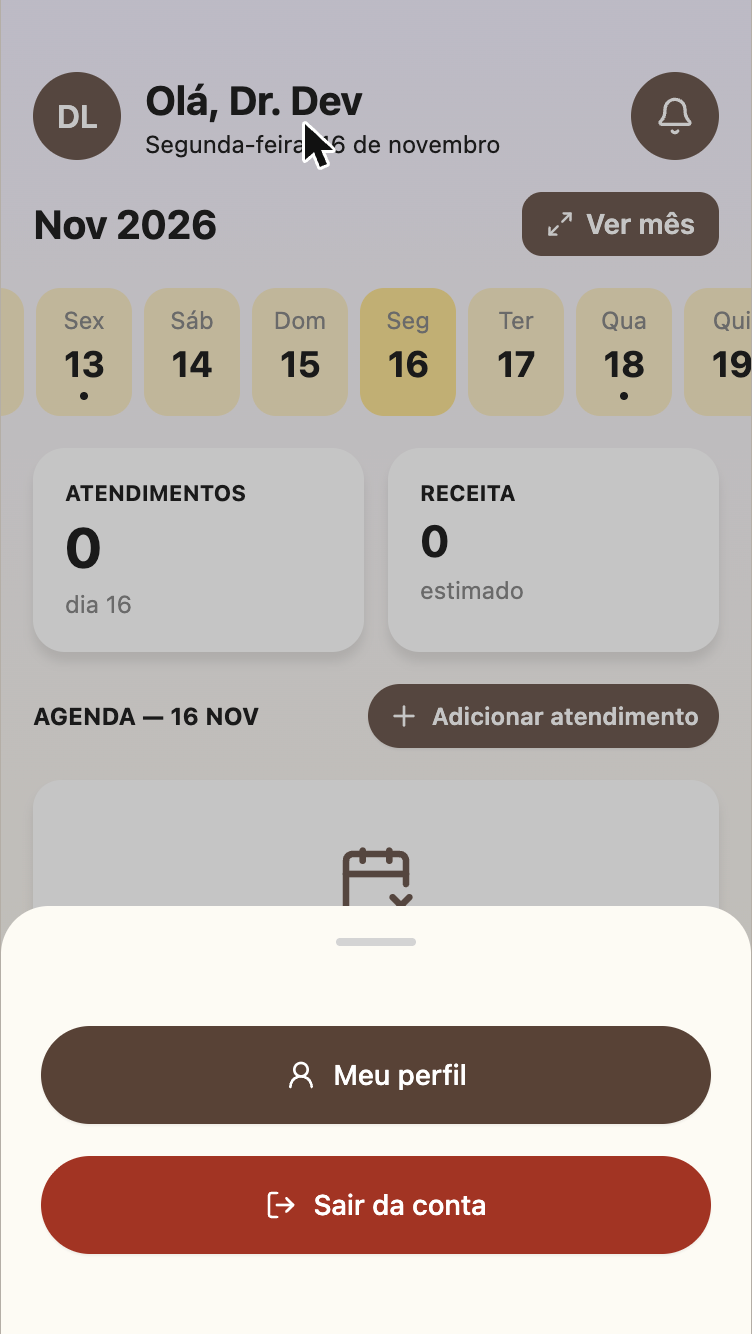 DL
Olá, Dr. Dev
Segunda-feira, 16 de novembro
Nov 2026
Ver mês
Sex
13
Sáb
14
Dom
15
Seg
16
Ter
17
Qua
18
Qui
19
ATENDIMENTOS
0
dia 16
RECEITA
0
estimado
AGENDA — 16 NOV
Adicionar atendimento
Meu perfil
Sair da conta